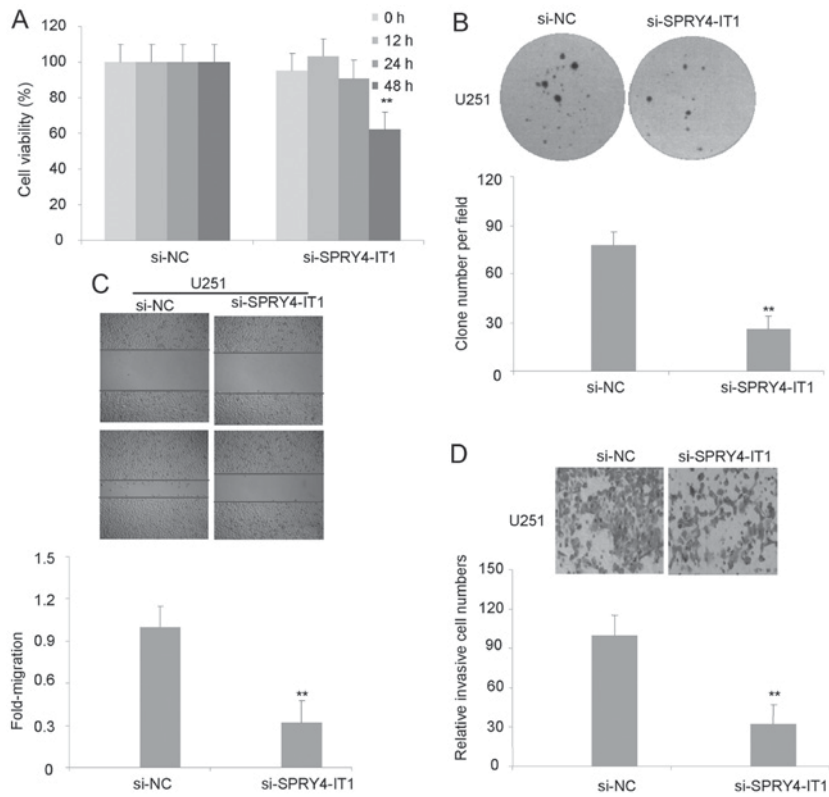 A
120
100
80
60
40
20
0
Cell viability (%)
0 h
12 h
24 h
48 h
**
si-NC
si-SPRY4-IT1
B
si-NC
si-SPRY4-IT1
U251
120
90
60
30
0
Clone number per field
**
si-NC
si-SPRY4-IT1
C
U251
si-NC
si-SPRY4-IT1
1.5
1.2
0.9
0.6
0.3
0
Fold-migration
**
si-NC
si-SPRY4-IT1
D
si-NC
si-SPRY4-IT1
U251
150
120
90
60
30
0
Relative invasive cell numbers
**
si-NC
si-SPRY4-IT1